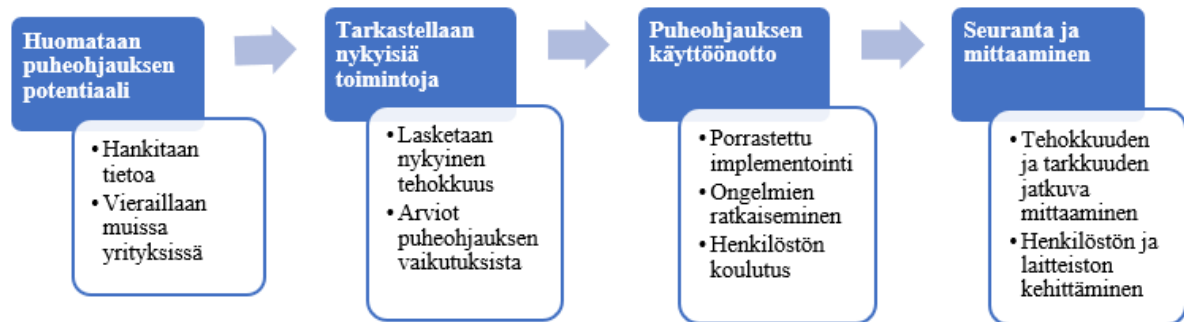 Huomataan
puheohjauksen
potentiaali
• Hankitaan
tietoa
• Vieraillaan
muissa
yrityksissä
Tarkastellaan
nykyisiä
toimintoja
• Lasketaan
nykyinen
tehokkuus
• Arviot
puheohjauksen
vaikutuksista
Puheohjauksen
käyttöönotto
• Porrastettu
implementointi
• Ongelmien
ratkaiseminen
• Henkilöstön
koulutus
Seuranta ja
mittaaminen
• Tehokkuuden
ja tarkkuuden
jatkuva
mittaaminen
• Henkilöstön ja
laitteiston
kehittäminen